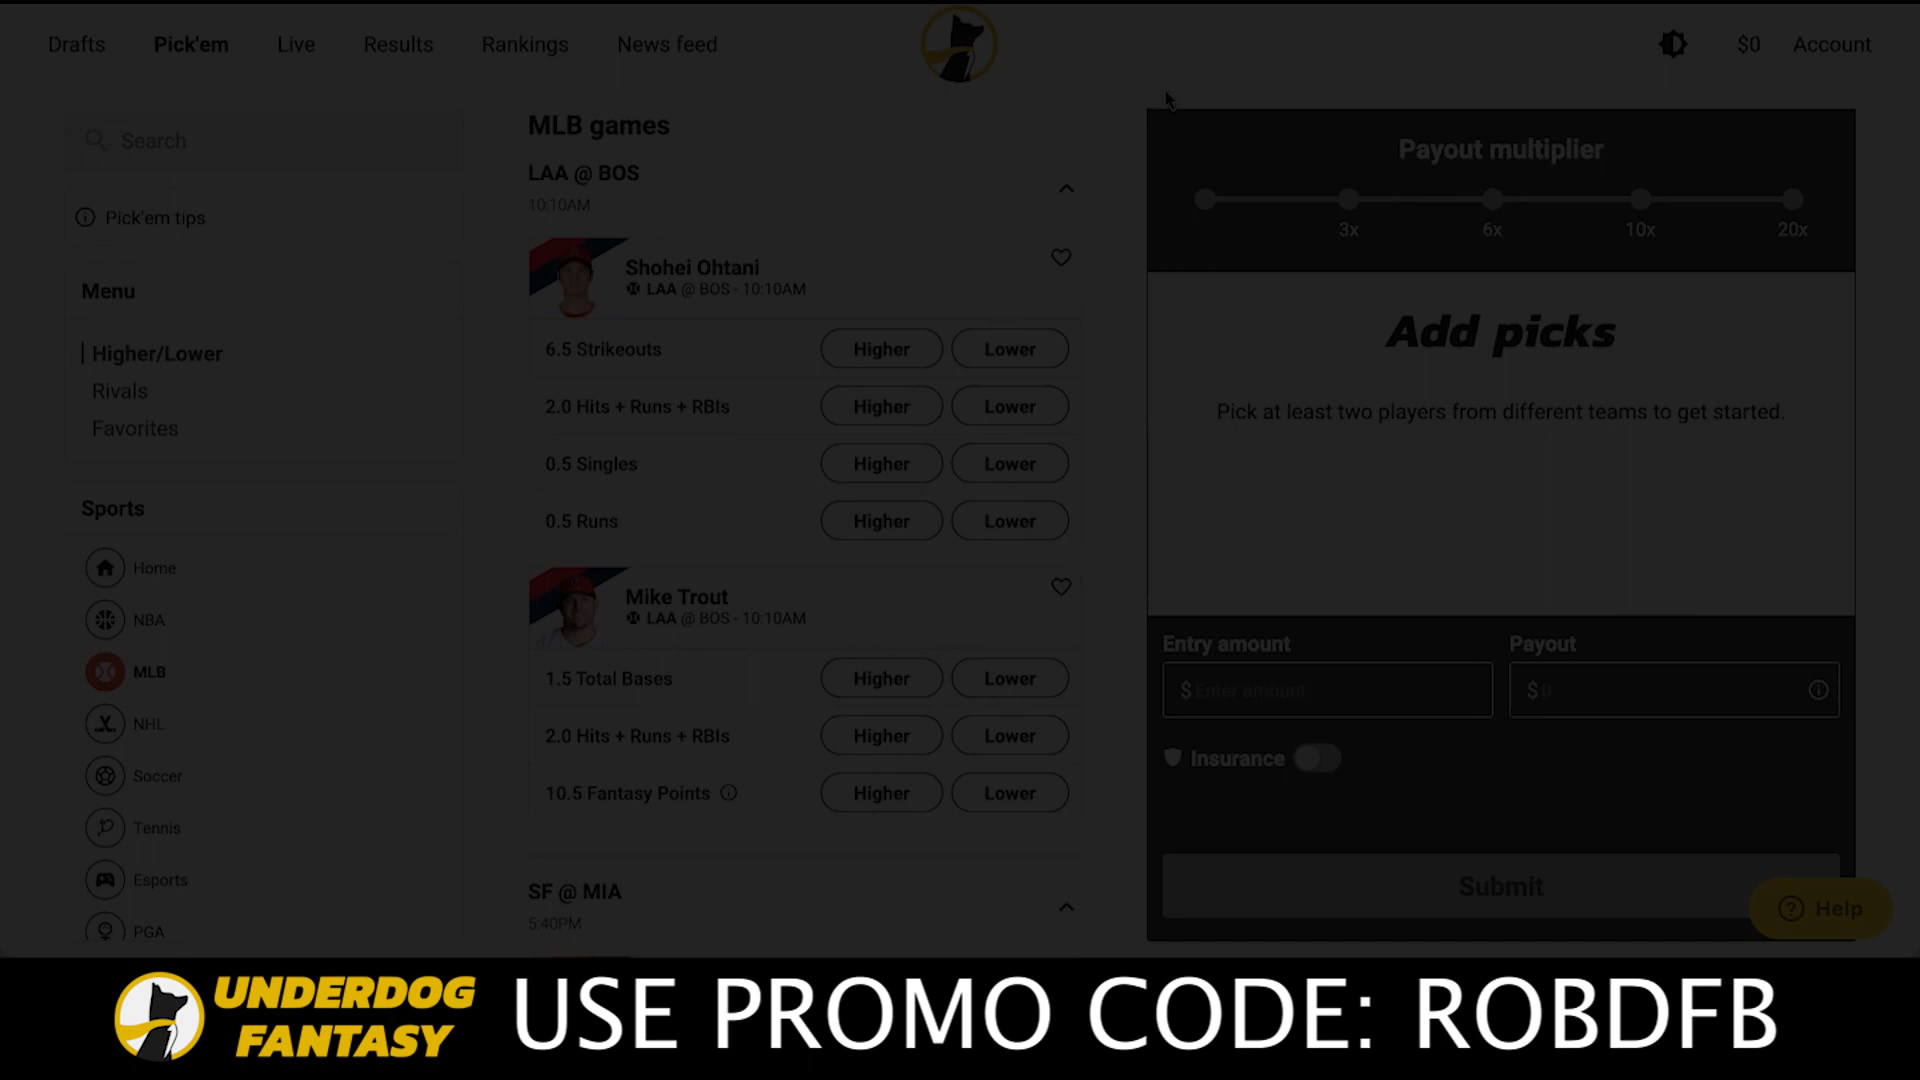 Drafts Pick'em Live Results Rankings News feed $0 Account
Search
Pick'em tips
Menu
Higher/Lower
Rivals
Favorites
Sports
Home
NBA
MLB
NHL
Soccer
Tennis
Esports
PGA
MLB games
LAA @ BOS
10:10AM
Shohei Ohtani
LAA @ BOS - 10:10AM
6.5 Strikeouts Higher Lower
2.0 Hits + Runs + RBIs Higher Lower
0.5 Singles Higher Lower
0.5 Runs Higher Lower
Mike Trout
LAA @ BOS - 10:10AM
1.5 Total Bases Higher Lower
2.0 Hits + Runs + RBIs Higher Lower
10.5 Fantasy Points Higher Lower
SF @ MIA
5:40PM
Payout multiplier
3x 6x 10x 20x
Add picks
Pick at least two players from different teams to get started.
Entry amount Payout
$ Enter amount $ 0
Insurance
Submit
Help
UNDERDOG
FANTASY
USE PROMO CODE: ROBDFB